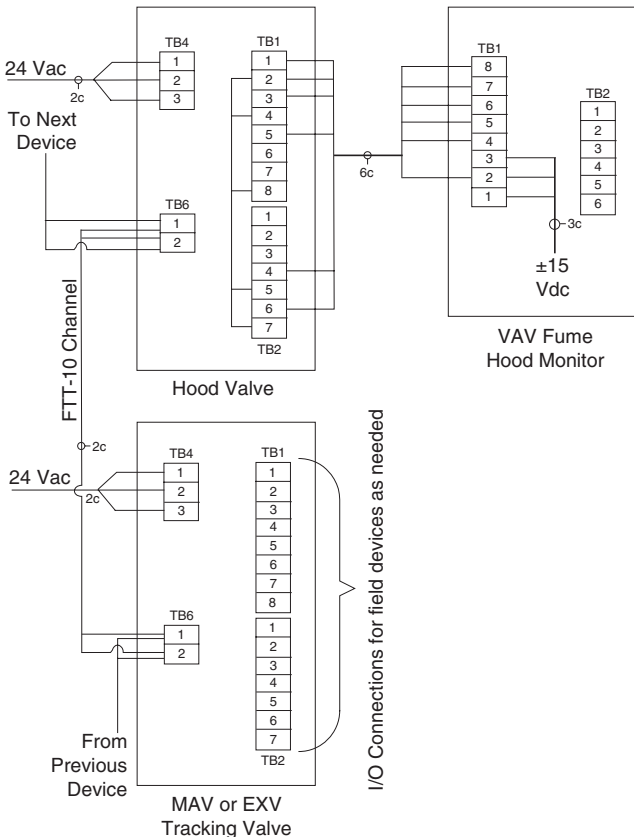 24 Vac
2c
To Next
Device
TB4
1
2
3
TB6
1
2
TB1
1
2
3
4
5
6
7
8
1
2
3
4
5
6
7
TB2
Hood Valve
6c
TB1
8
7
6
5
4
3
2
1
TB2
1
2
3
4
5
6
3c
±15
Vdc
VAV Fume
Hood Monitor
FTT-10 Channel
2c
24 Vac
2c
TB4
1
2
3
TB6
1
2
From
Previous
Device
TB1
1
2
3
4
5
6
7
8
1
2
3
4
5
6
7
TB2
I/O Connections for field devices as needed
MAV or EXV
Tracking Valve